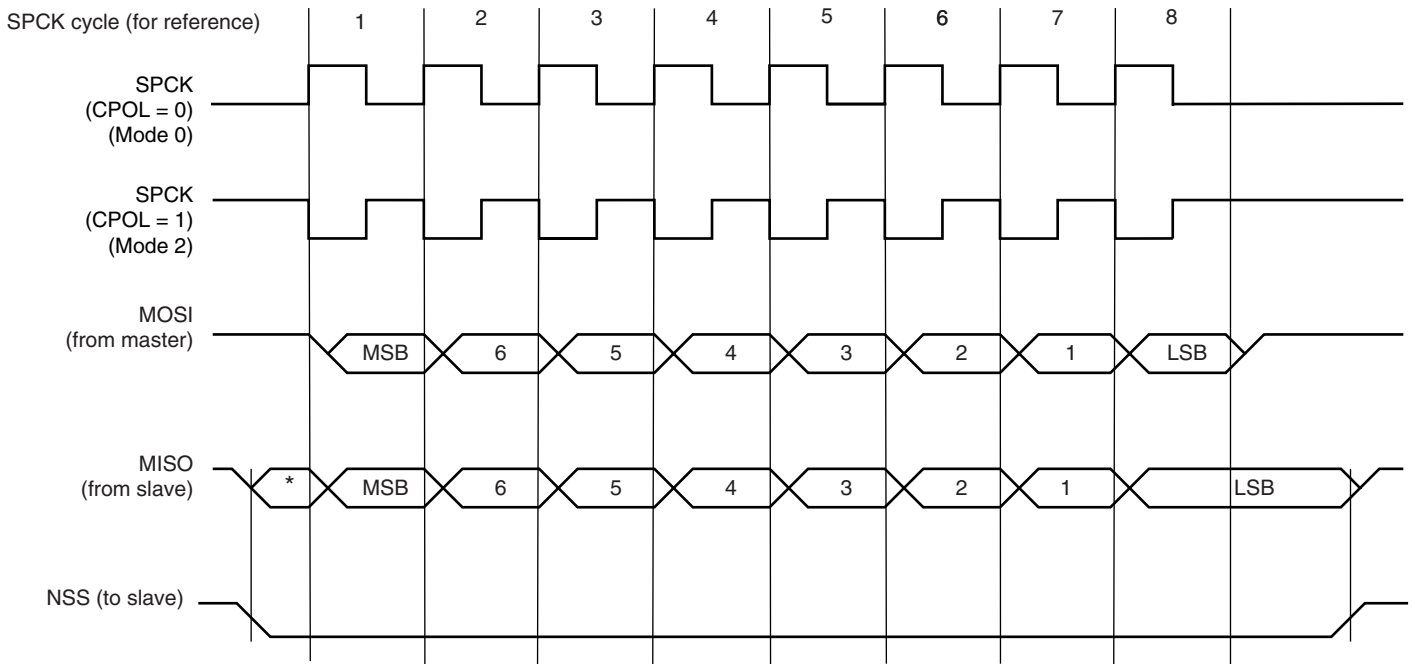 SPCK cycle (for reference) 1 2 3 4 5 6 7 8
SPCK
(CPOL = 0)
(Mode 0)
SPCK
(CPOL = 1)
(Mode 2)
MOSI
(from master)
MSB 6 5 4 3 2 1 LSB
MISO
(from slave)
* MSB 6 5 4 3 2 1 LSB
NSS (to slave)